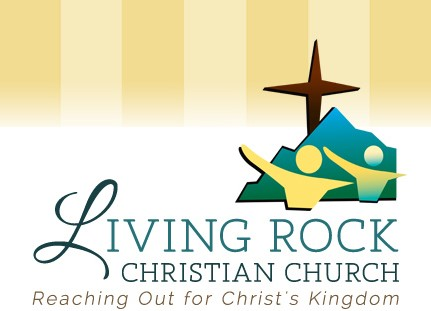 LIVING ROCK
CHRISTIAN CHURCH
Reaching Out for Christ's Kingdom